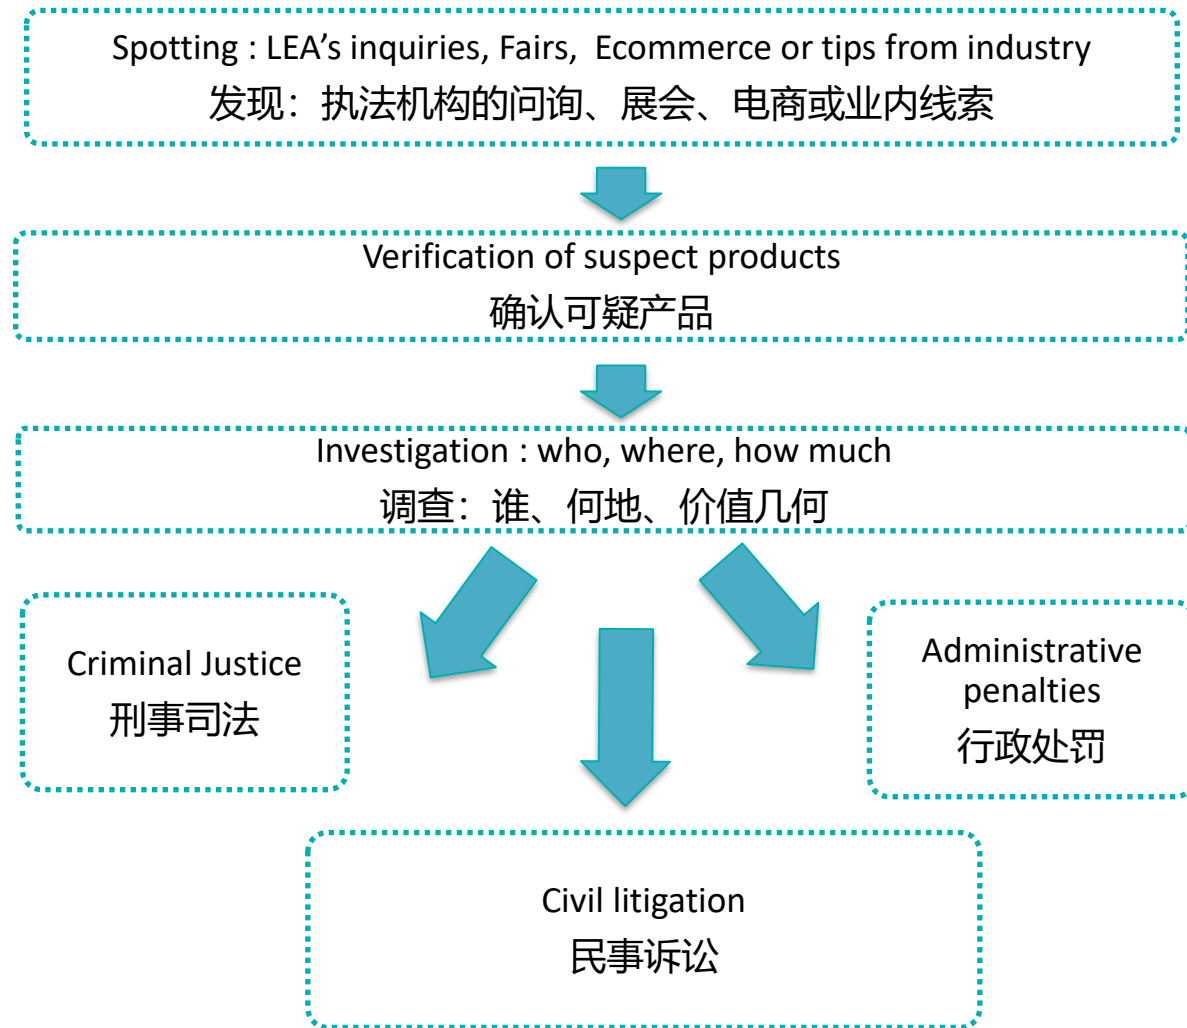 Spotting : LEA’s inquiries, Fairs, Ecommerce or tips from industry
发现：执法机构的问询、展会、电商或业内线索
Verification of suspect products
确认可疑产品
Investigation : who, where, how much
调查：谁、何地、价值几何
Criminal Justice
刑事司法
Administrative
penalties
行政处罚
Civil litigation
民事诉讼